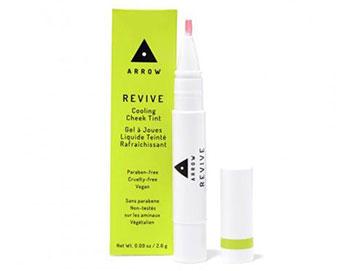 ARROW
REVIVE
Cooling
Cheek Tint
Gel à Joues
Liquide Teinté
Rafraîchissant
Paraben-free
Cruelty-free
Vegan
Sans parabene
Non-testés
sur les animaux
Végétalien
Net Wt. 0.09 oz / 2.6 g
ARROW
REVIVE